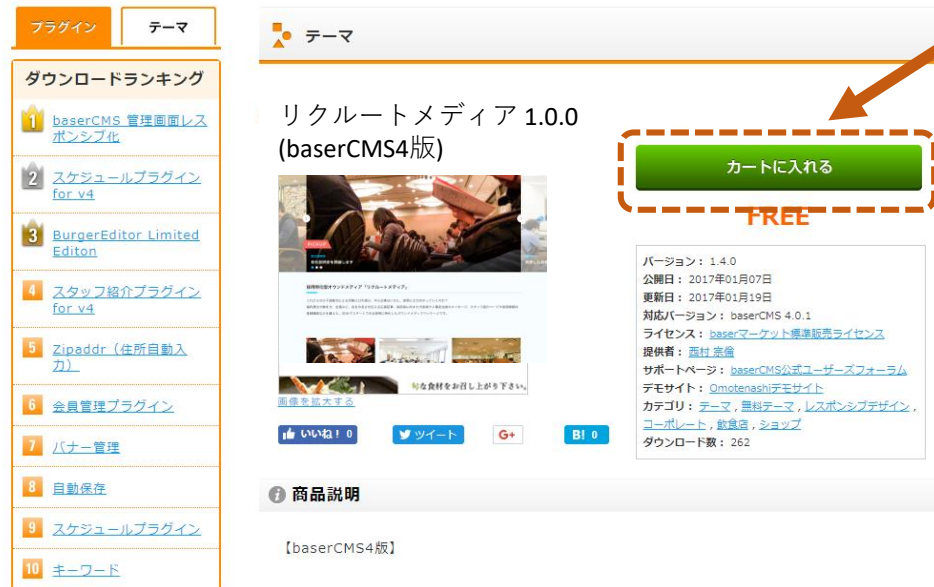 プラグイン
テーマ
ダウンロードランキング
1 baserCMS 管理画面レス
ポンシブ化
2 スケジュールプラグイン
for v4
3 BurgerEditor Limited
Editon
4 スタッフ紹介プラグイン
for v4
5 Zipaddr（住所自動入
力）
6 会員管理プラグイン
7 バナー管理
8 自動保存
9 スケジュールプラグイン
10 キーワード
テーマ
リクルートメディア 1.0.0
(baserCMS4版)
PICKUP
旬な食材をお召し上がり下さい。
画像を拡大する
いいね！ 0
ツイート
G+
B! 0
カートに入れる
FREE
バージョン： 1.4.0
公開日： 2017年01月07日
更新日： 2017年01月19日
対応バージョン： baserCMS 4.0.1
ライセンス： baserマーケット標準販売ライセンス
提供者： 西村 宗倫
サポートページ： baserCMS公式ユーザーズフォーラム
デモサイト： Omotenashiデモサイト
カテゴリ： テーマ , 無料テーマ , レスポンシブデザイン ,
コーポレート , 飲食店 , ショップ
ダウンロード数： 262
商品説明
【baserCMS4版】